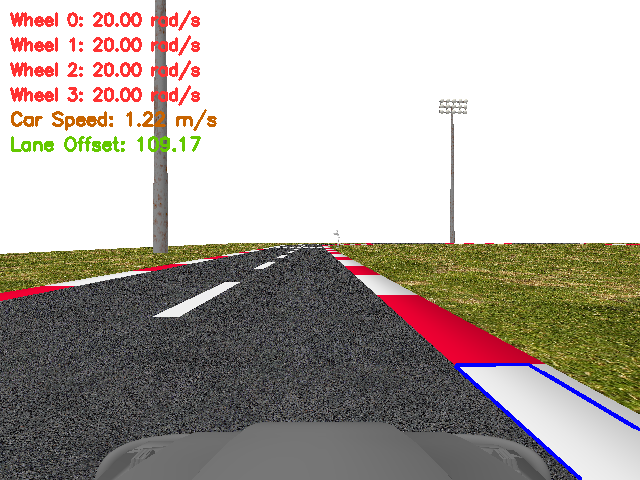 Wheel 0: 20.00 rad/s
Wheel 1: 20.00 rad/s
Wheel 2: 20.00 rad/s
Wheel 3: 20.00 rad/s
Car Speed: 1.22 m/s
Lane Offset: 109.17